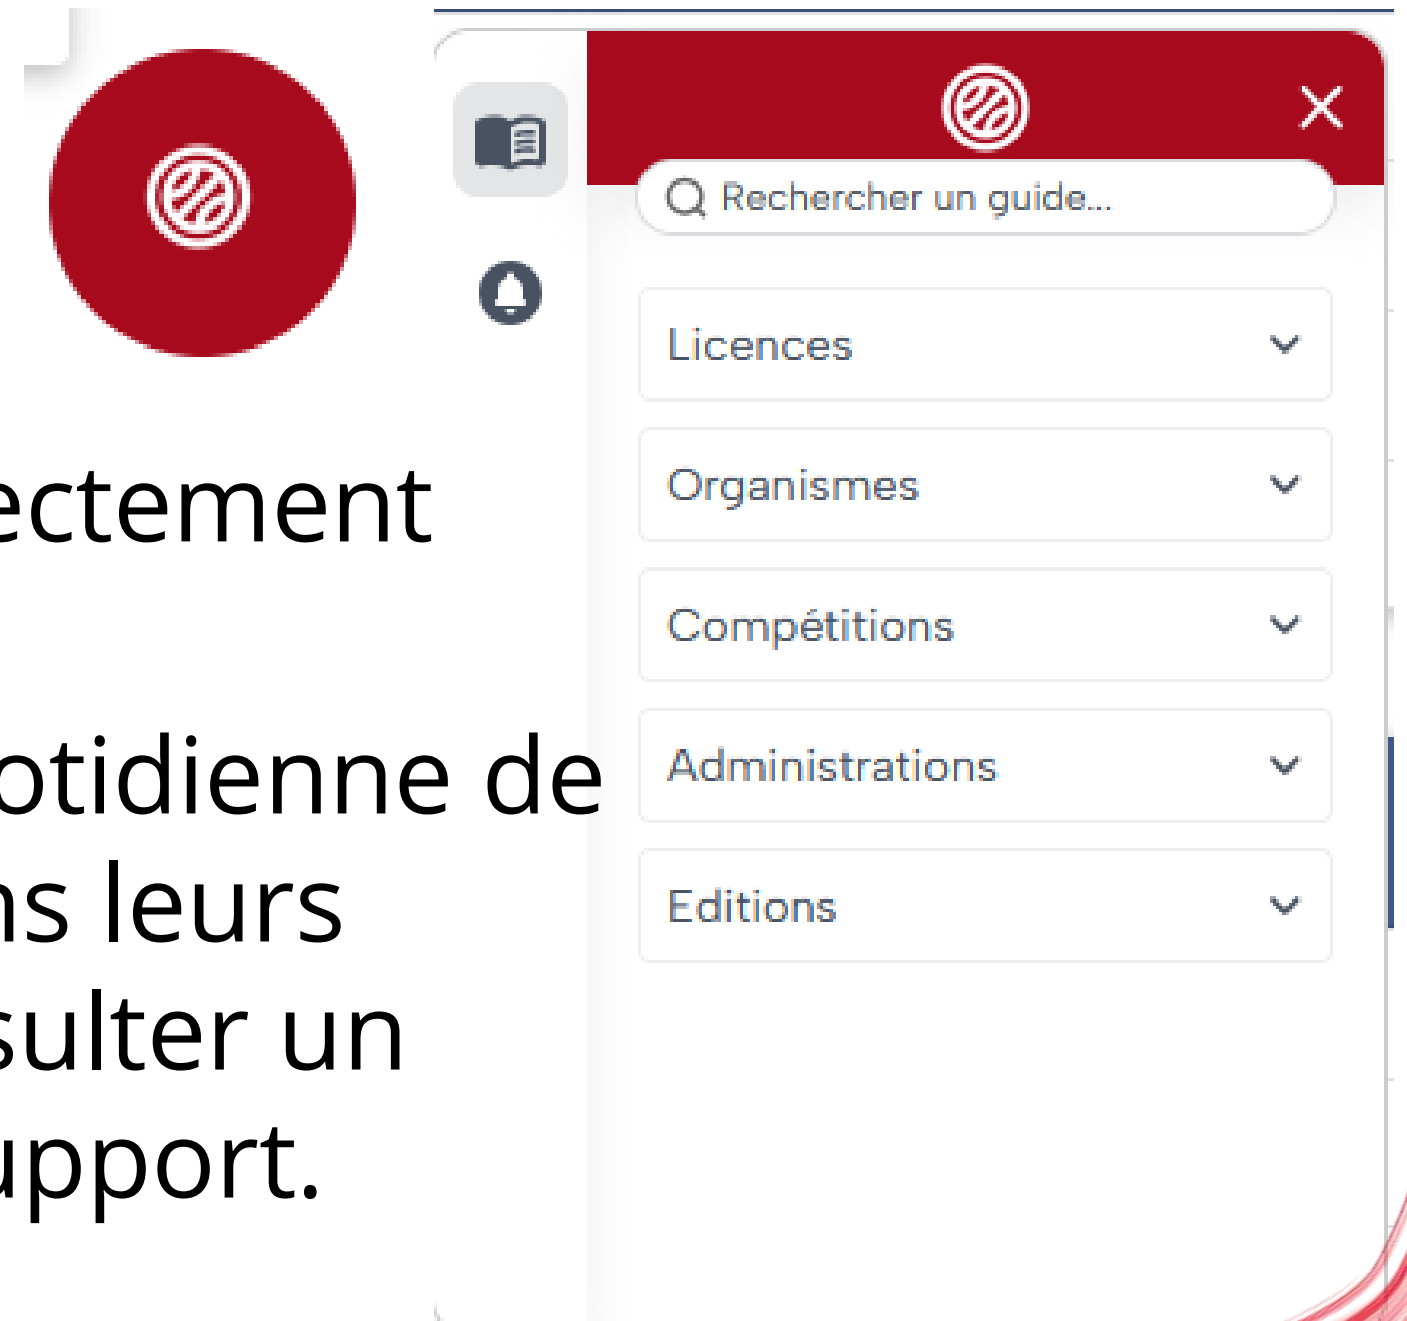 ectement
otidienne de
ns leurs
sulter un
upport.
Rechercher un guide...
Licences
Organismes
Compétitions
Administrations
Editions